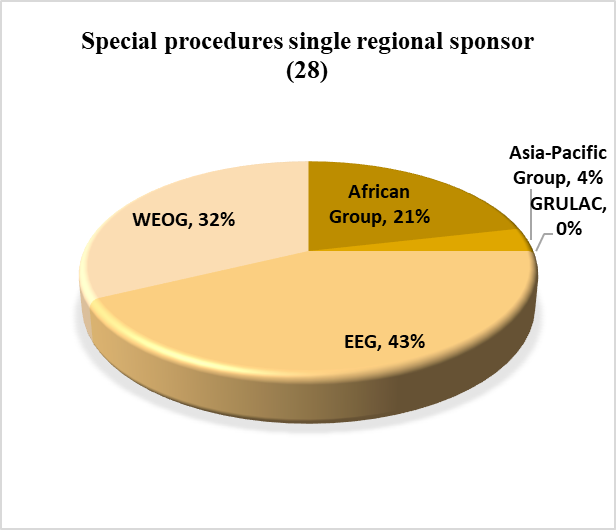 Special procedures single regional sponsor
(28)
Asia-Pacific
Group, 4%
GRULAC,
0%
African
Group, 21%
WEOG, 32%
EEG, 43%